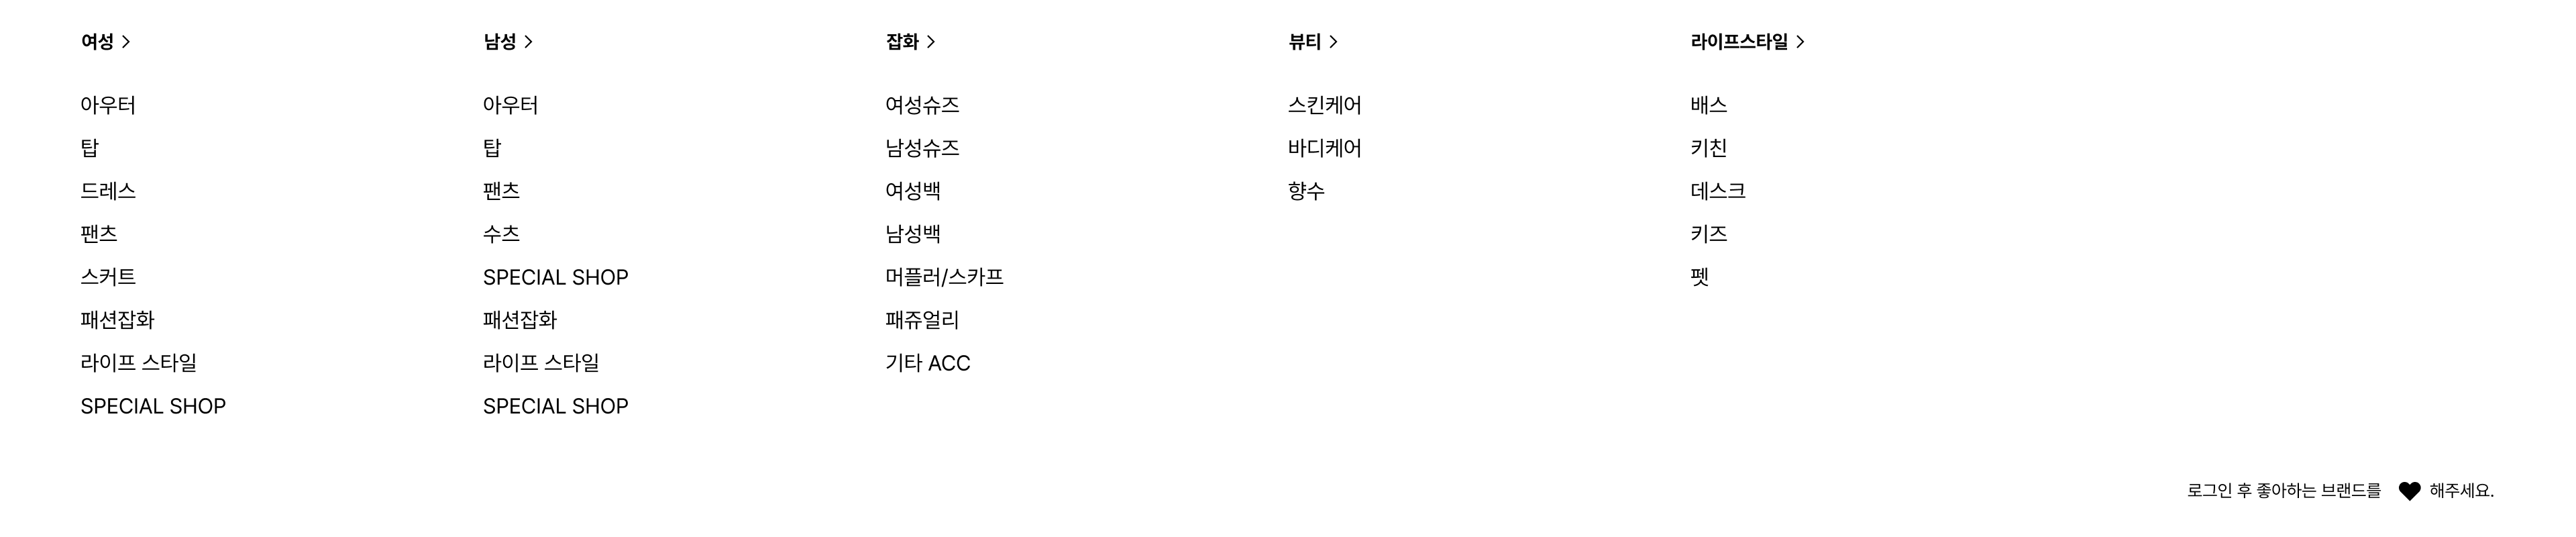 여성
아우터
탑
드레스
팬츠
스커트
패션잡화
라이프 스타일
SPECIAL SHOP
남성
아우터
탑
팬츠
수츠
SPECIAL SHOP
패션잡화
라이프 스타일
SPECIAL SHOP
잡화
여성슈즈
남성슈즈
여성백
남성백
머플러/스카프
패쥬얼리
기타 ACC
뷰티
스킨케어
바디케어
향수
라이프스타일
배스
키친
데스크
키즈
펫
로그인 후 좋아하는 브랜드를 ♥ 해주세요.